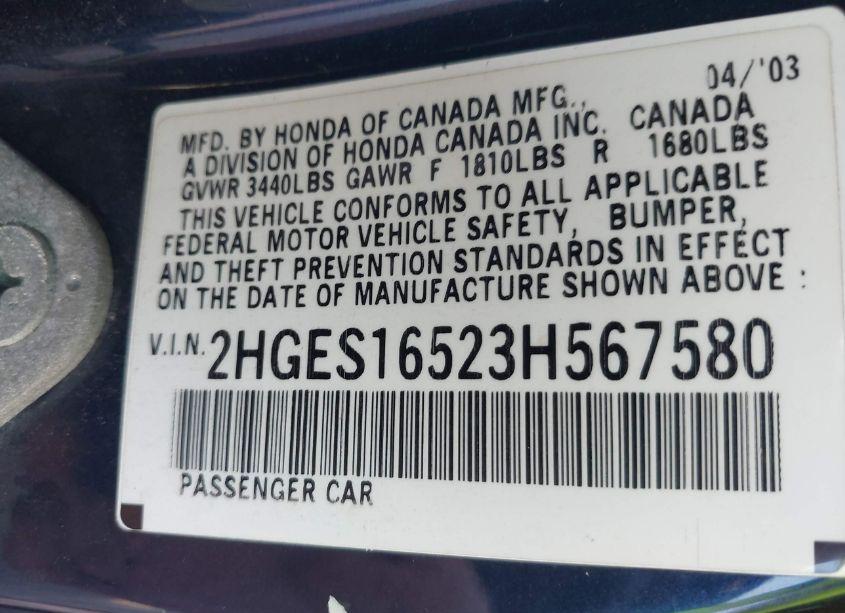 04/'03
MFD. BY HONDA OF CANADA MFG.,
A DIVISION OF HONDA CANADA INC. CANADA
GVWR 3440LBS GAWR F 1810LBS R 1680LBS
THIS VEHICLE CONFORMS TO ALL APPLICABLE
FEDERAL MOTOR VEHICLE SAFETY, BUMPER,
AND THEFT PREVENTION STANDARDS IN EFFECT
ON THE DATE OF MANUFACTURE SHOWN ABOVE :
V.I.N. 2HGES16523H567580
PASSENGER CAR